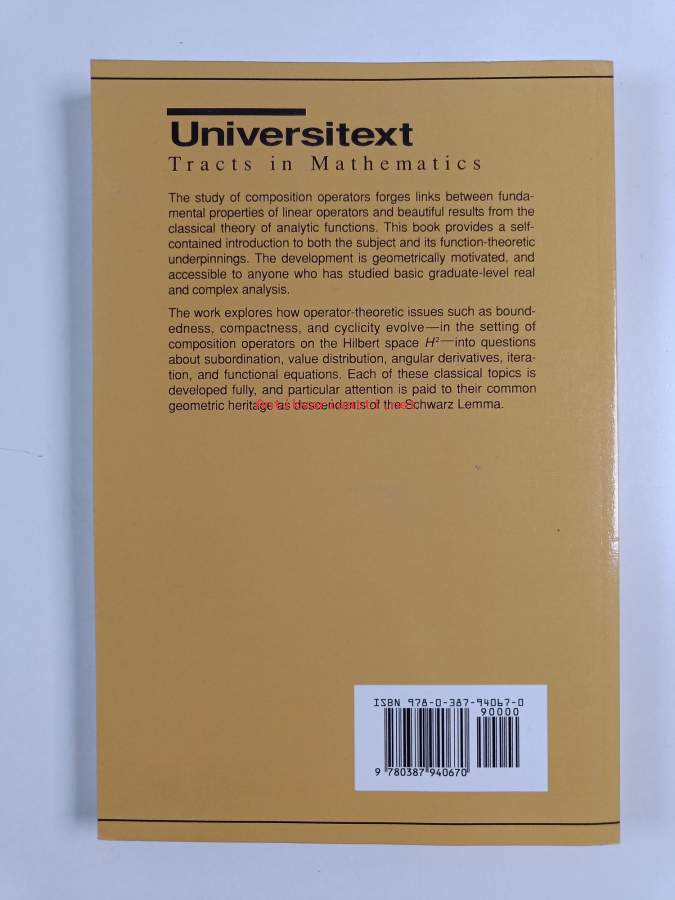 Universitext
Tracts in Mathematics
The study of composition operators forges links between funda-
mental properties of linear operators and beautiful results from the
classical theory of analytic functions. This book provides a self-
contained introduction to both the subject and its function-theoretic
underpinnings. The development is geometrically motivated, and
accessible to anyone who has studied basic graduate-level real
and complex analysis.
The work explores how operator-theoretic issues such as bound-
edness, compactness, and cyclicity evolve—in the setting of
composition operators on the Hilbert space H²—into questions
about subordination, value distribution, angular derivatives, itera-
tion, and functional equations. Each of these classical topics is
developed fully, and particular attention is paid to their common
geometric heritage as descendants of the Schwarz Lemma.
ISBN 978-0-387-94067-0
90000
9 780387 940670